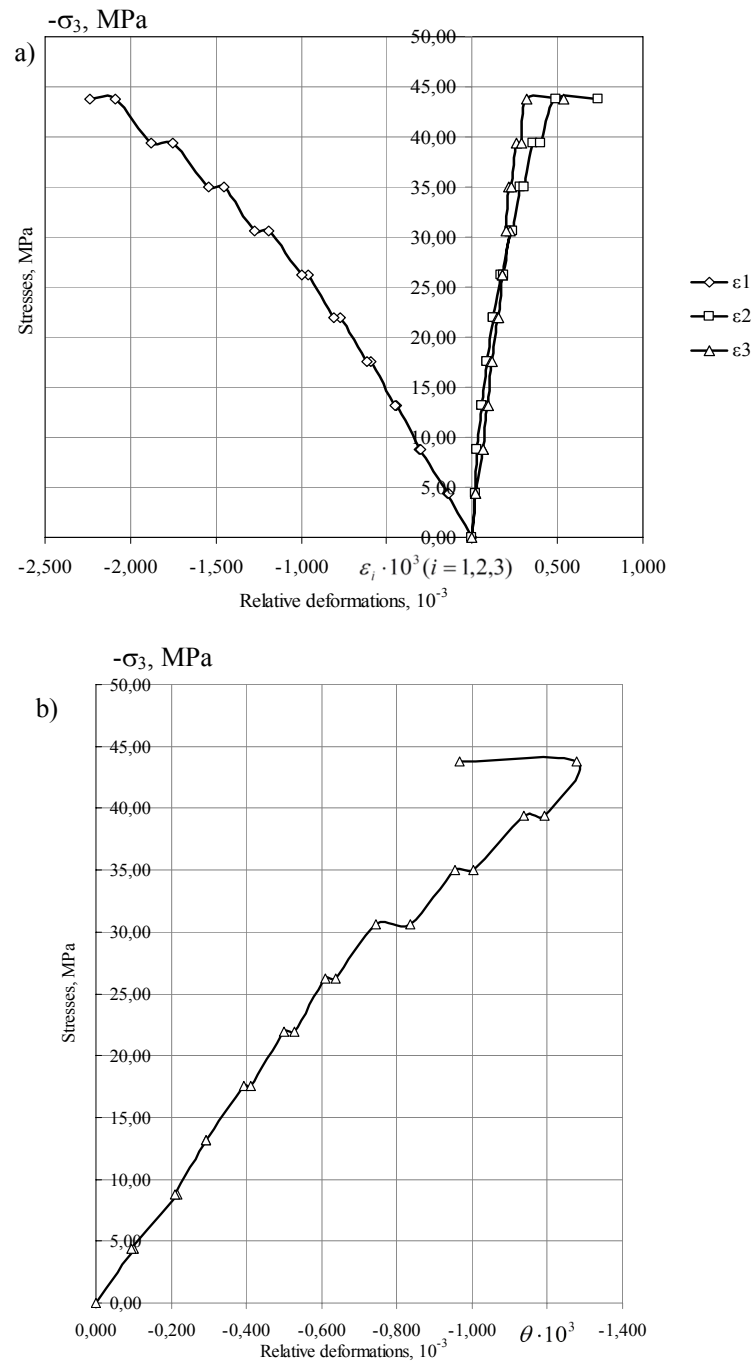 -σ₃, MPa
a)
50,00
45,00
40,00
35,00
30,00
25,00
20,00
15,00
10,00
5,00
0,00
Stresses, MPa
ε1
ε2
ε3
-2,500 -2,000 -1,500 -1,000 εᵢ · 10³ (i = 1,2,3) 0,500 1,000
Relative deformations, 10⁻³
-σ₃, MPa
b)
50,00
45,00
40,00
35,00
30,00
25,00
20,00
15,00
10,00
5,00
0,00
Stresses, MPa
0,000 -0,200 -0,400 -0,600 -0,800 -1,000 θ · 10³ -1,400
Relative deformations, 10⁻³